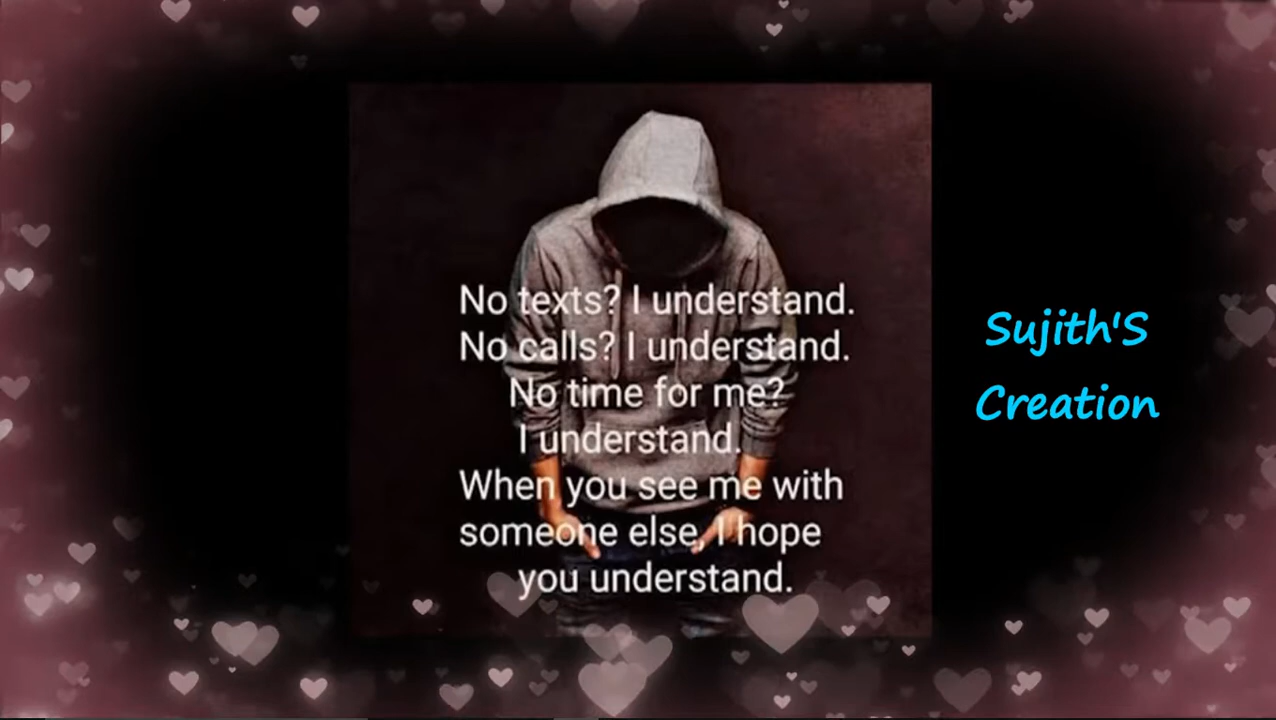 No texts? I understand.
No calls? I understand.
No time for me?
I understand.
When you see me with
someone else, I hope
you understand.
Sujith'S
Creation